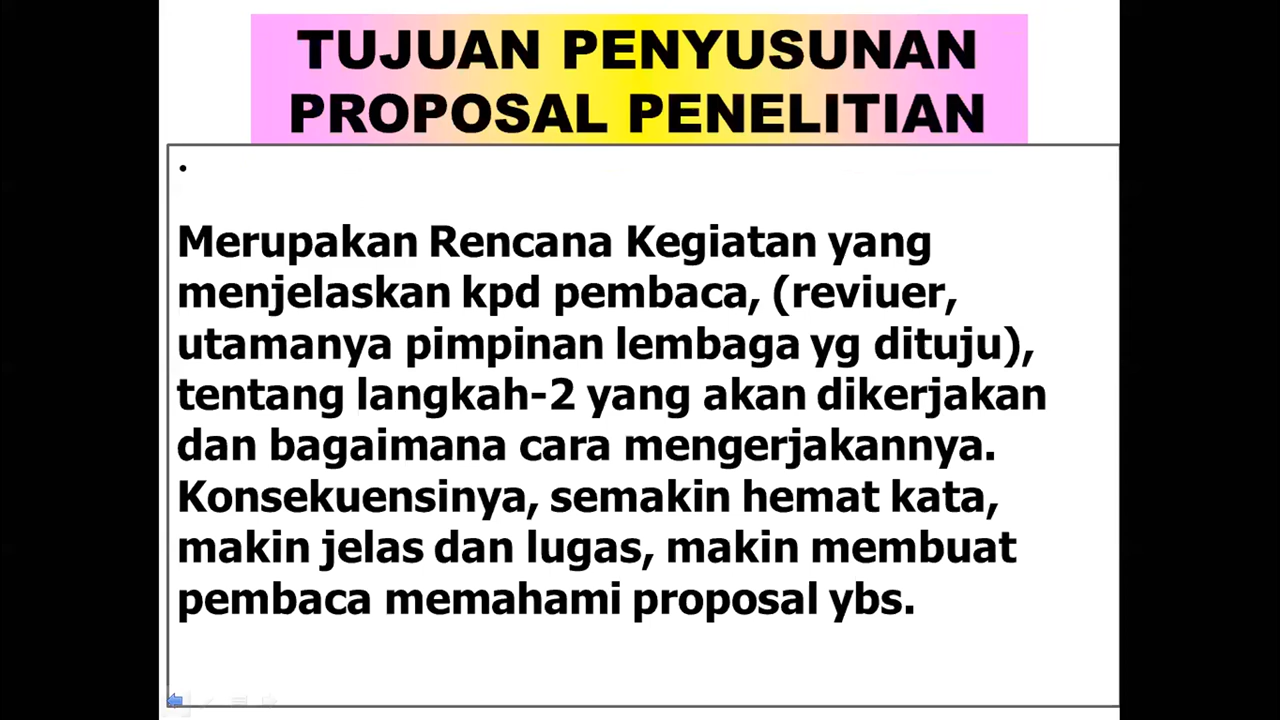 TUJUAN PENYUSUNAN
PROPOSAL PENELITIAN
•
Merupakan Rencana Kegiatan yang
menjelaskan kpd pembaca, (reviuer,
utamanya pimpinan lembaga yg dituju),
tentang langkah-2 yang akan dikerjakan
dan bagaimana cara mengerjakannya.
Konsekuensinya, semakin hemat kata,
makin jelas dan lugas, makin membuat
pembaca memahami proposal ybs.